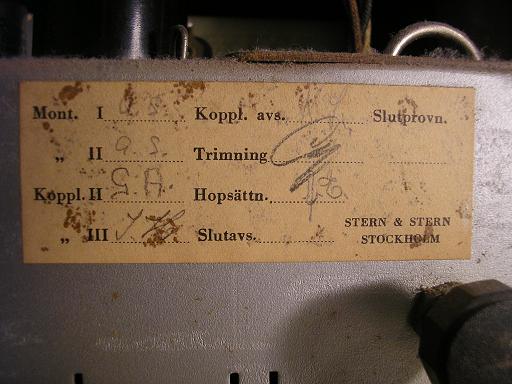 Mont. I a.s. Koppl. avs. Slutprovn.
„ II a.s. Trimning
Koppl. II G.A. Hopsättn.
„ III Slutavs.
STERN & STERN
STOCKHOLM